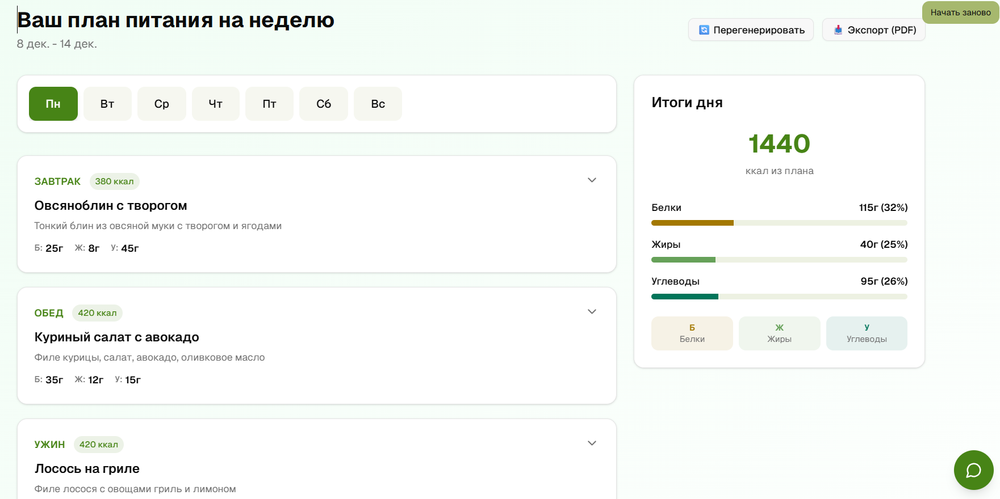 Ваш план питания на неделю
8 дек. - 14 дек.
Перегенерировать
Экспорт (PDF)
Начать заново
Пн Вт Ср Чт Пт Сб Вс
ЗАВТРАК 380 ккал
Овсяноблин с творогом
Тонкий блин из овсяной муки с творогом и ягодами
Б: 25г Ж: 8г У: 45г
ОБЕД 420 ккал
Куриный салат с авокадо
Филе курицы, салат, авокадо, оливковое масло
Б: 35г Ж: 12г У: 15г
УЖИН 420 ккал
Лосось на гриле
Филе лосося с овощами гриль и лимоном
Итоги дня
1440
ккал из плана
Белки 115г (32%)
Жиры 40г (25%)
Углеводы 95г (26%)
Б
Белки
Ж
Жиры
У
Углеводы